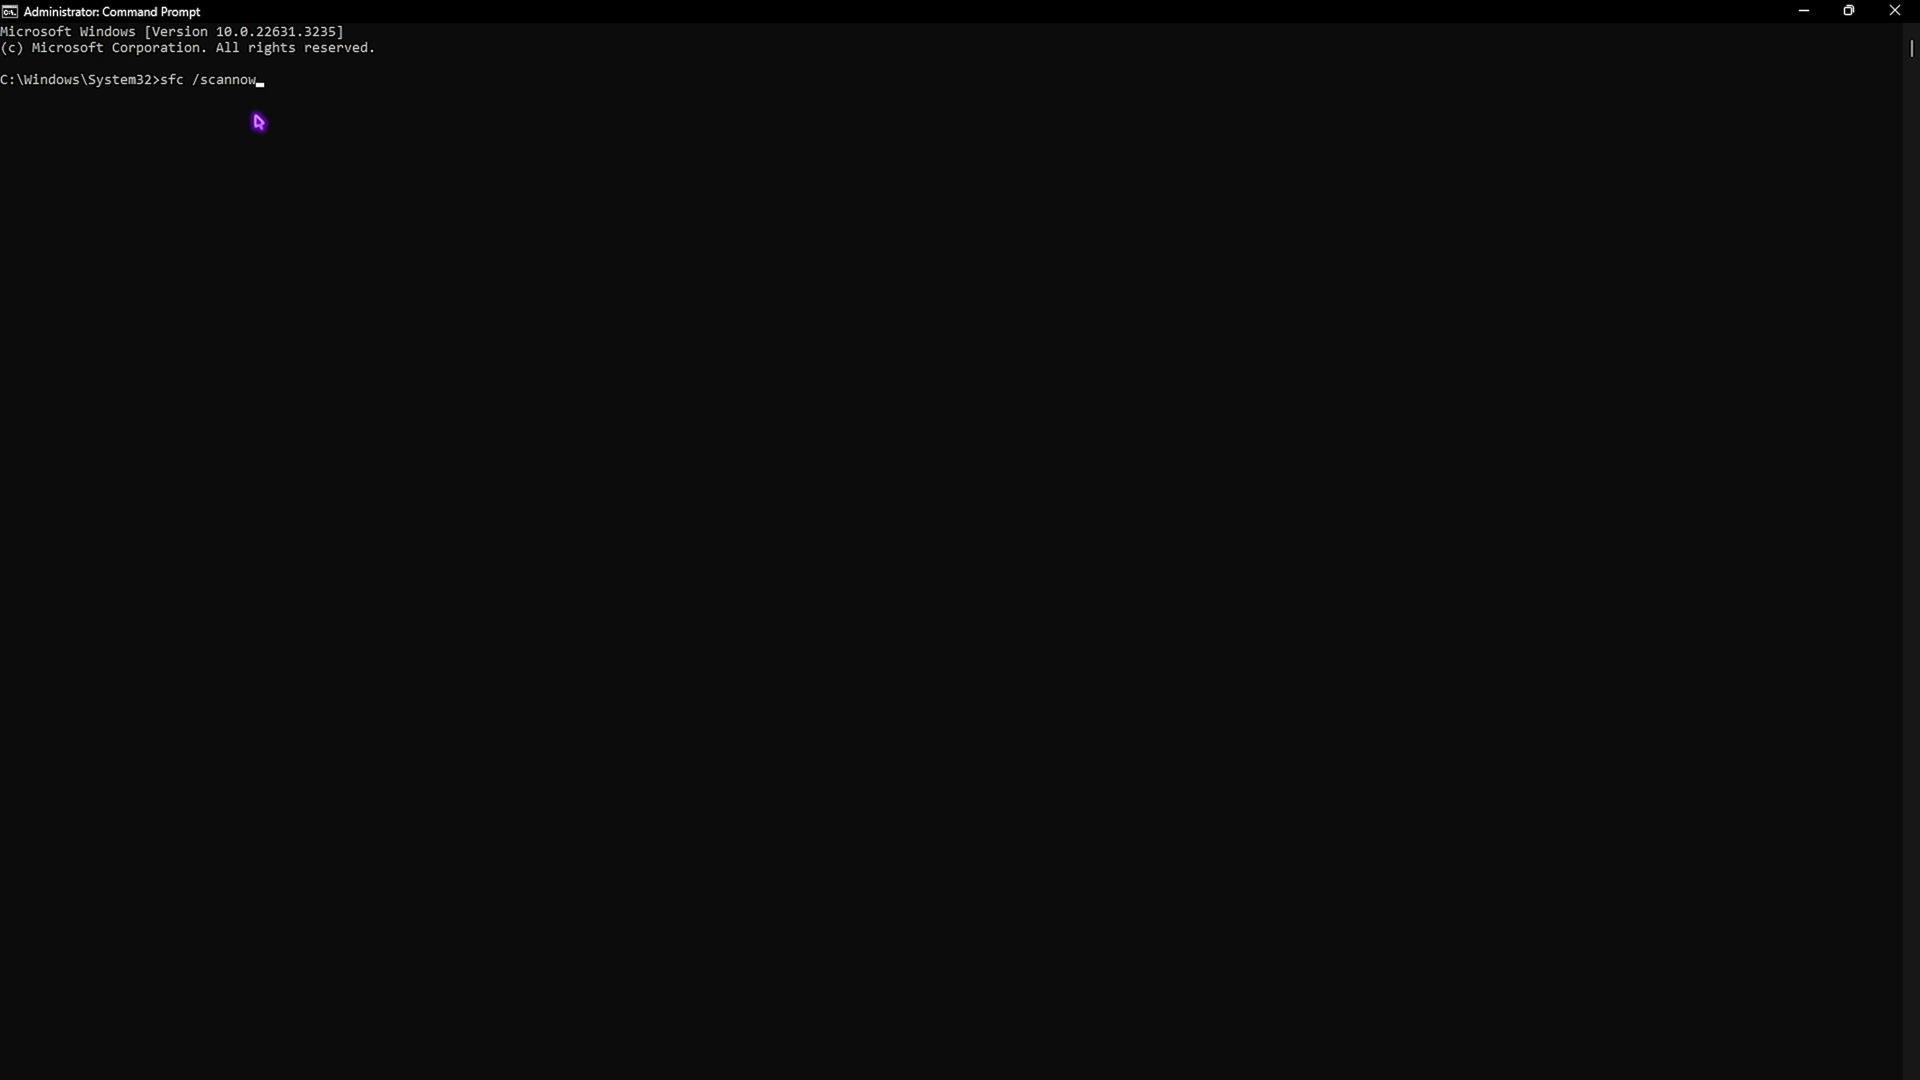 Administrator: Command Prompt
Microsoft Windows [Version 10.0.22631.3235]
(c) Microsoft Corporation. All rights reserved.
C:\Windows\System32>sfc /scannow